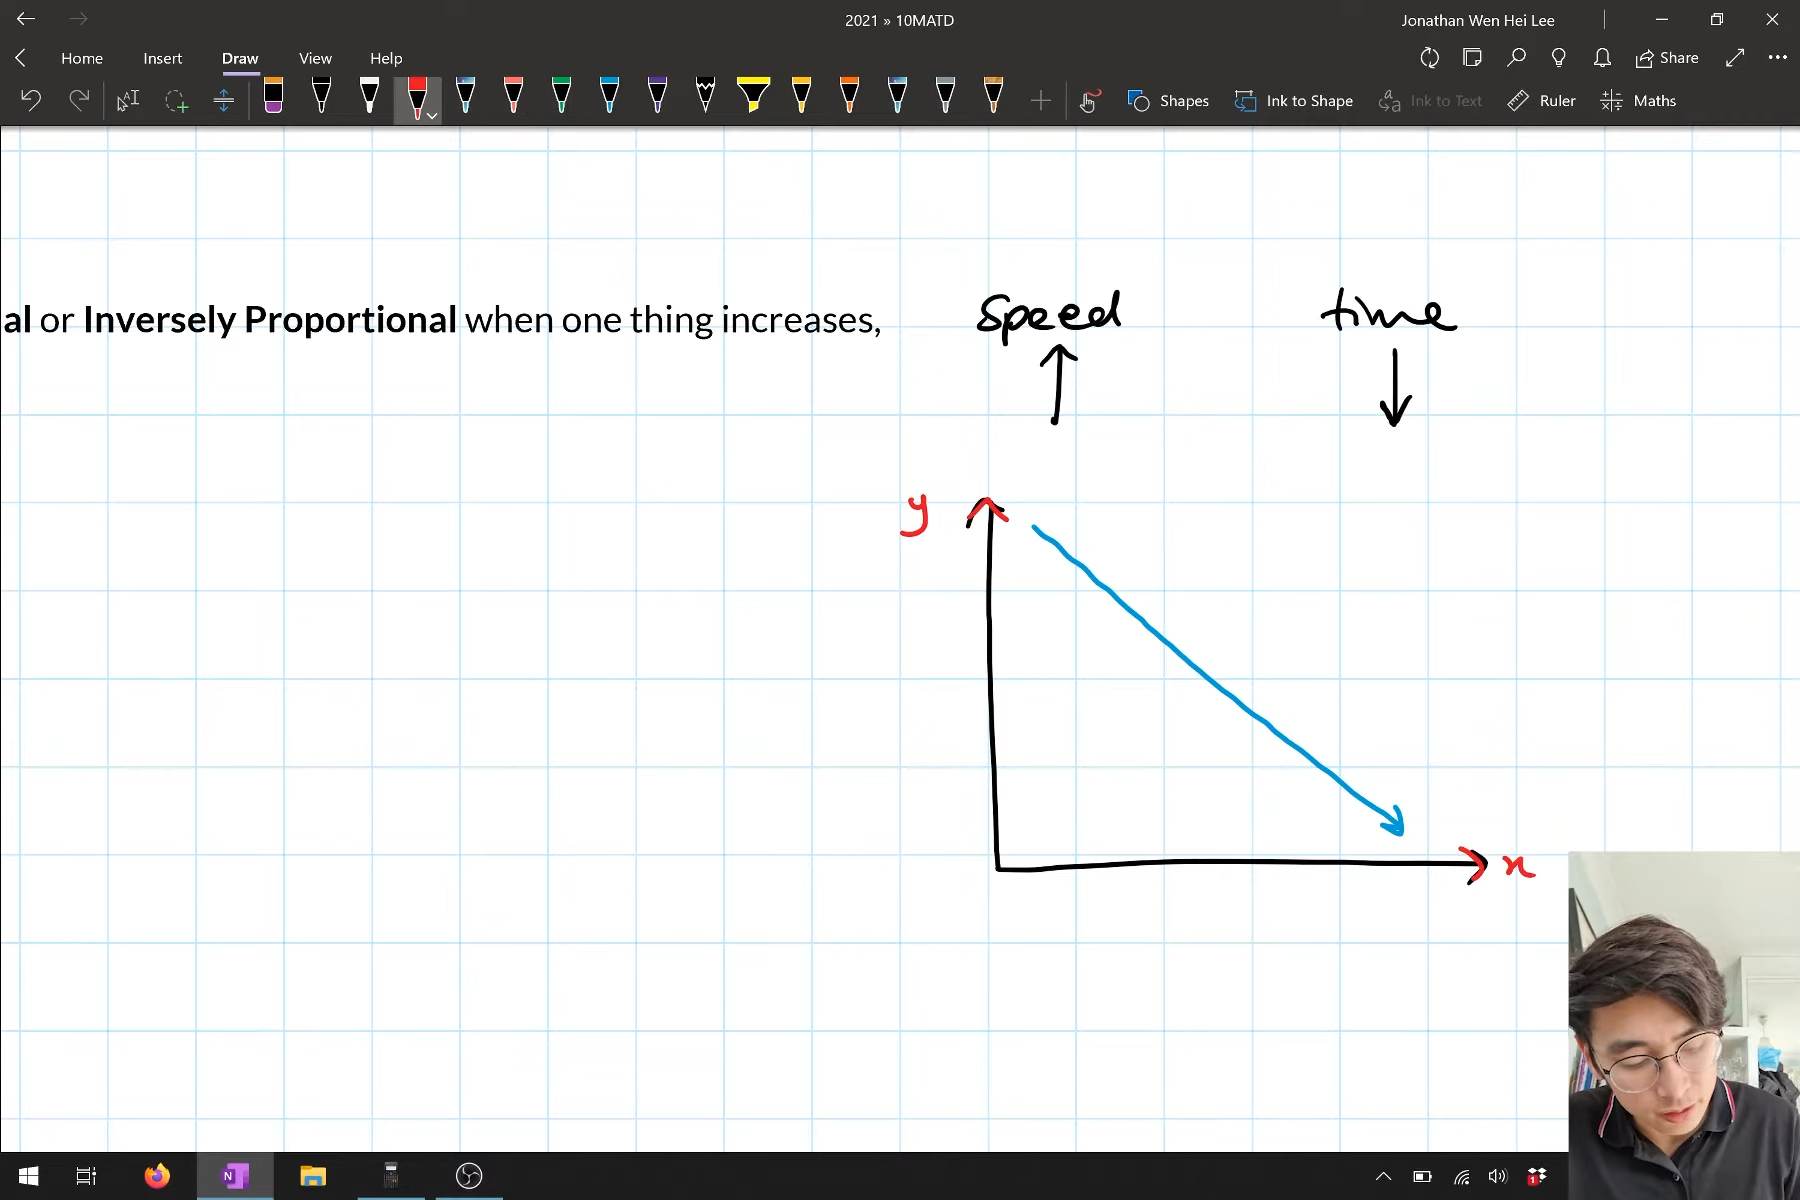 2021 » 10MATD
Jonathan Wen Hei Lee
Home Insert Draw View Help
Share
Shapes Ink to Shape Ink to Text Ruler Maths
al or Inversely Proportional when one thing increases,
speed time
y
x